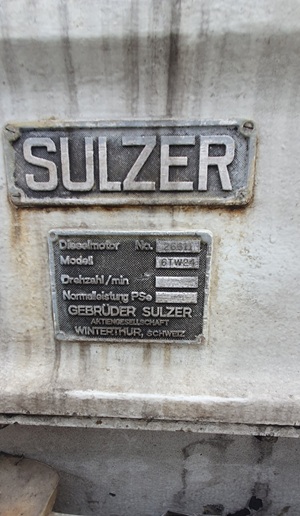 SULZER
Dieselmotor No.
Modell 6TW24
Drehzahl/min
Normalleistung PSe
GEBRÜDER SULZER
AKTIENGESELLSCHAFT
WINTERTHUR, SCHWEIZ